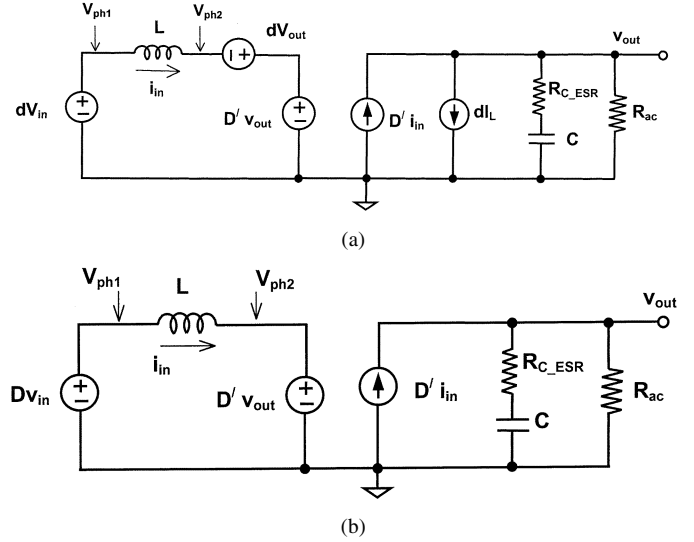 V_ph1 L V_ph2 dV_out v_out
i_in
dV_in D′ v_out D′ i_in dI_L R_C_ESR C R_ac
(a)
V_ph1 L V_ph2 v_out
i_in
Dv_in D′ v_out D′ i_in R_C_ESR C R_ac
(b)